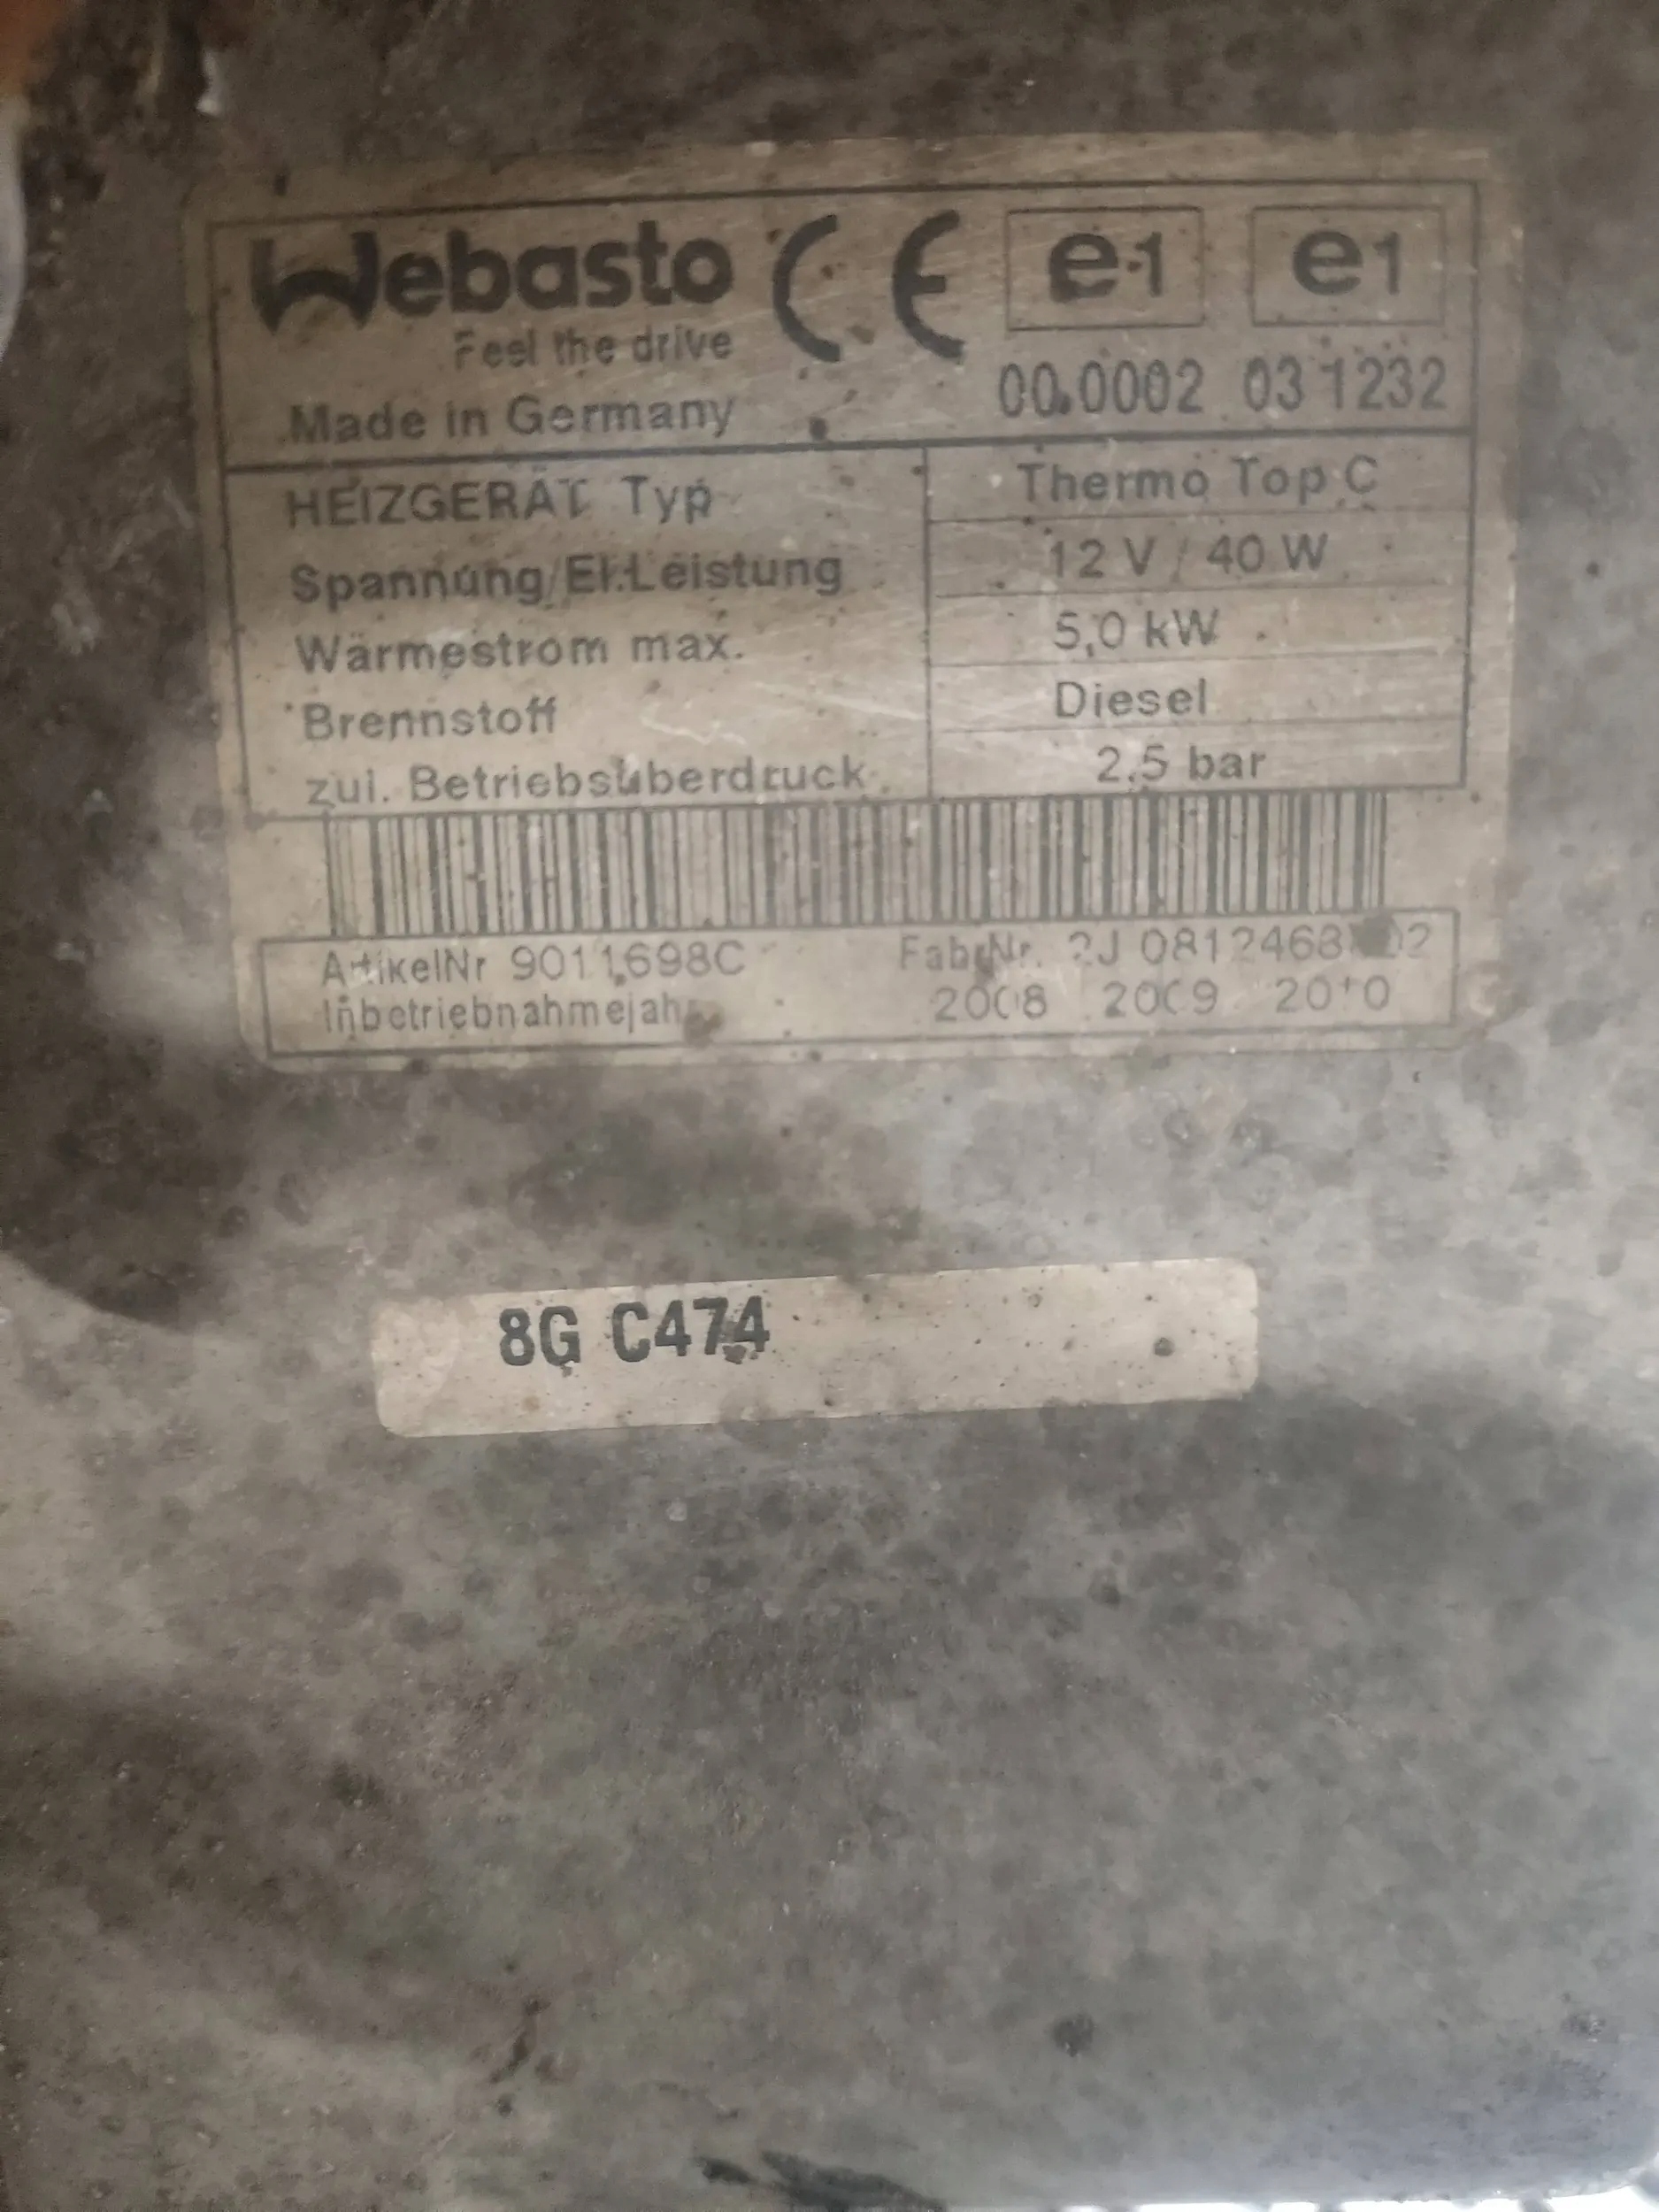 Webasto CE e1 e1
Feel the drive
00.0002 03 1232
Made in Germany
HEIZGERÄT Typ Thermo Top C
Spannung/El.Leistung 12 V / 40 W
Wärmestrom max. 5,0 kW
Brennstoff Diesel
zul. Betriebsüberdruck 2,5 bar
ArtikelNr 9011698C Fabr.Nr.
Inbetriebnahmejahr 2008 2009 2010
8G C474